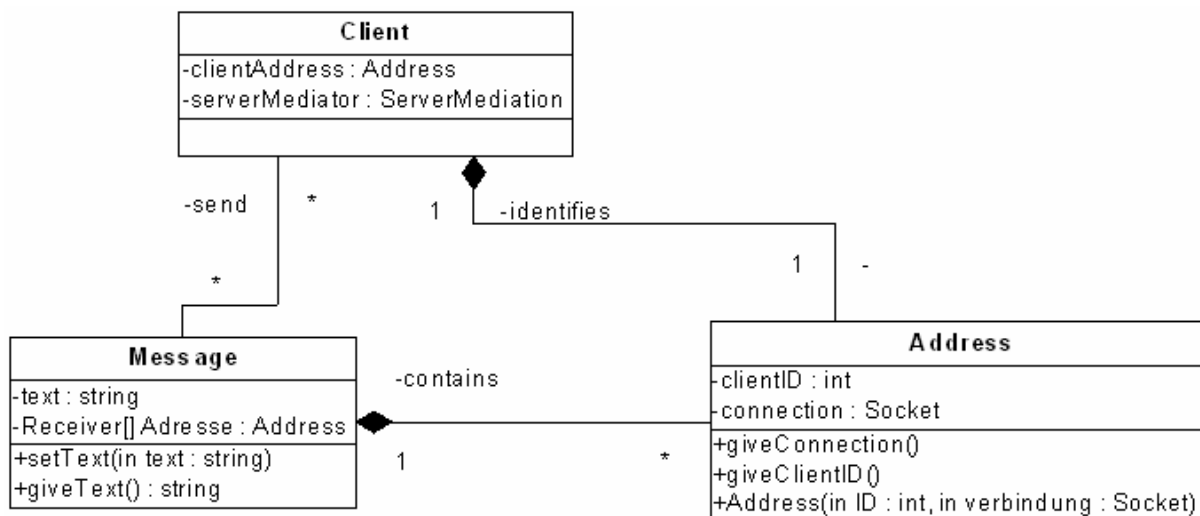 Client
-clientAddress : Address
-serverMediator : ServerMediation
-send
*
1
-identifies
*
1
-
Message
-text : string
-Receiver[] Adresse : Address
+setText(in text : string)
+giveText() : string
-contains
1
*
Address
-clientID : int
-connection : Socket
+giveConnection()
+giveClientID()
+Address(in ID : int, in verbindung : Socket)